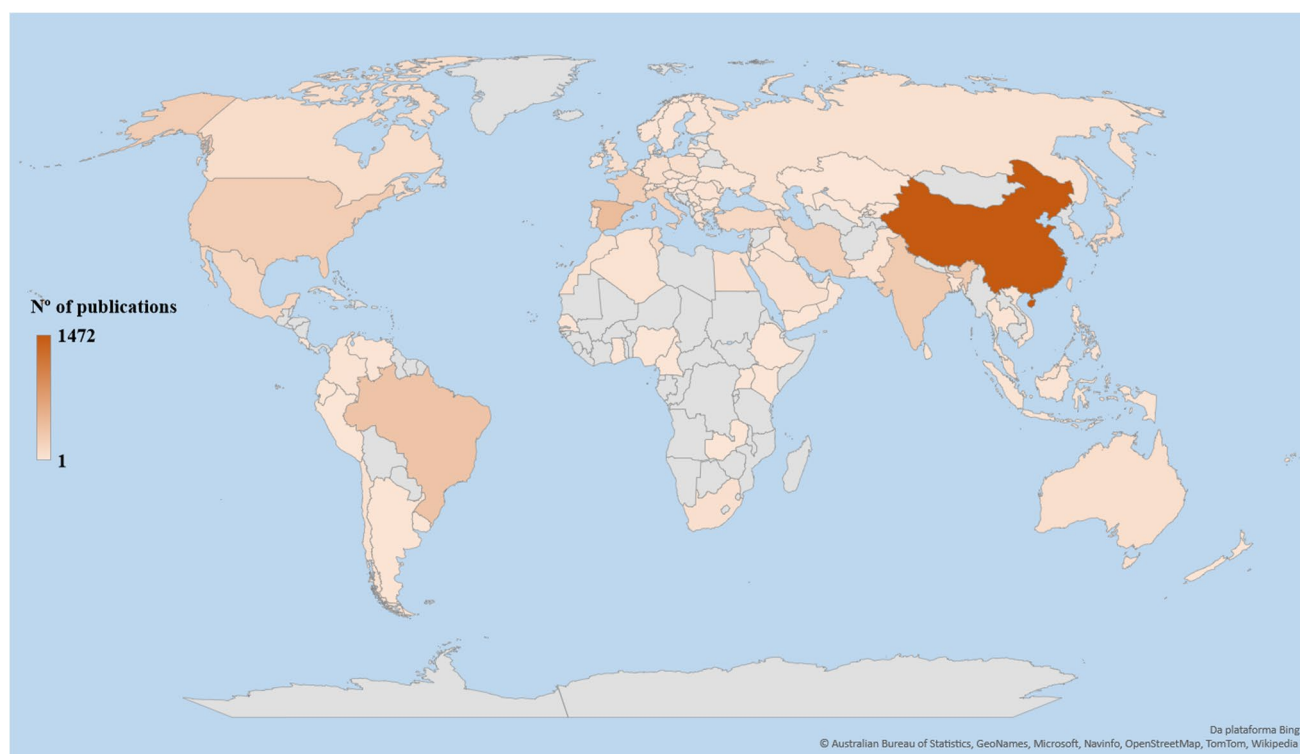 Nº of publications
1472
1
Da plataforma Bing
© Australian Bureau of Statistics, GeoNames, Microsoft, Navinfo, OpenStreetMap, TomTom, Wikipedia